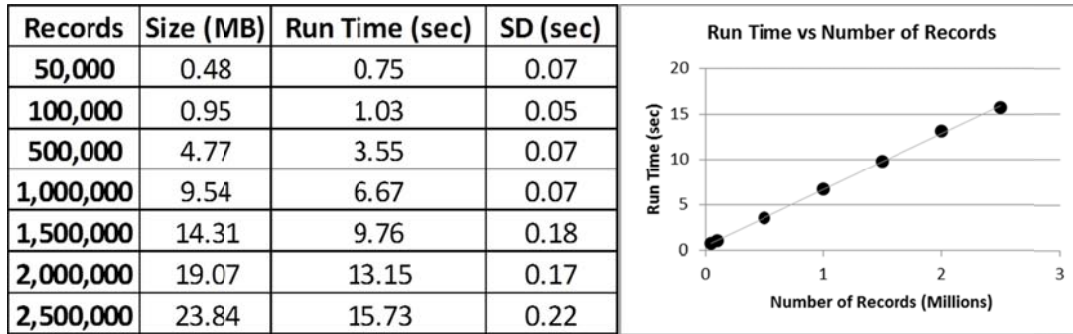 Records Size (MB) Run Time (sec) SD (sec)
50,000 0.48 0.75 0.07
100,000 0.95 1.03 0.05
500,000 4.77 3.55 0.07
1,000,000 9.54 6.67 0.07
1,500,000 14.31 9.76 0.18
2,000,000 19.07 13.15 0.17
2,500,000 23.84 15.73 0.22
Run Time vs Number of Records
Run Time (sec)
20
15
10
5
0
0 1 2 3
Number of Records (Millions)